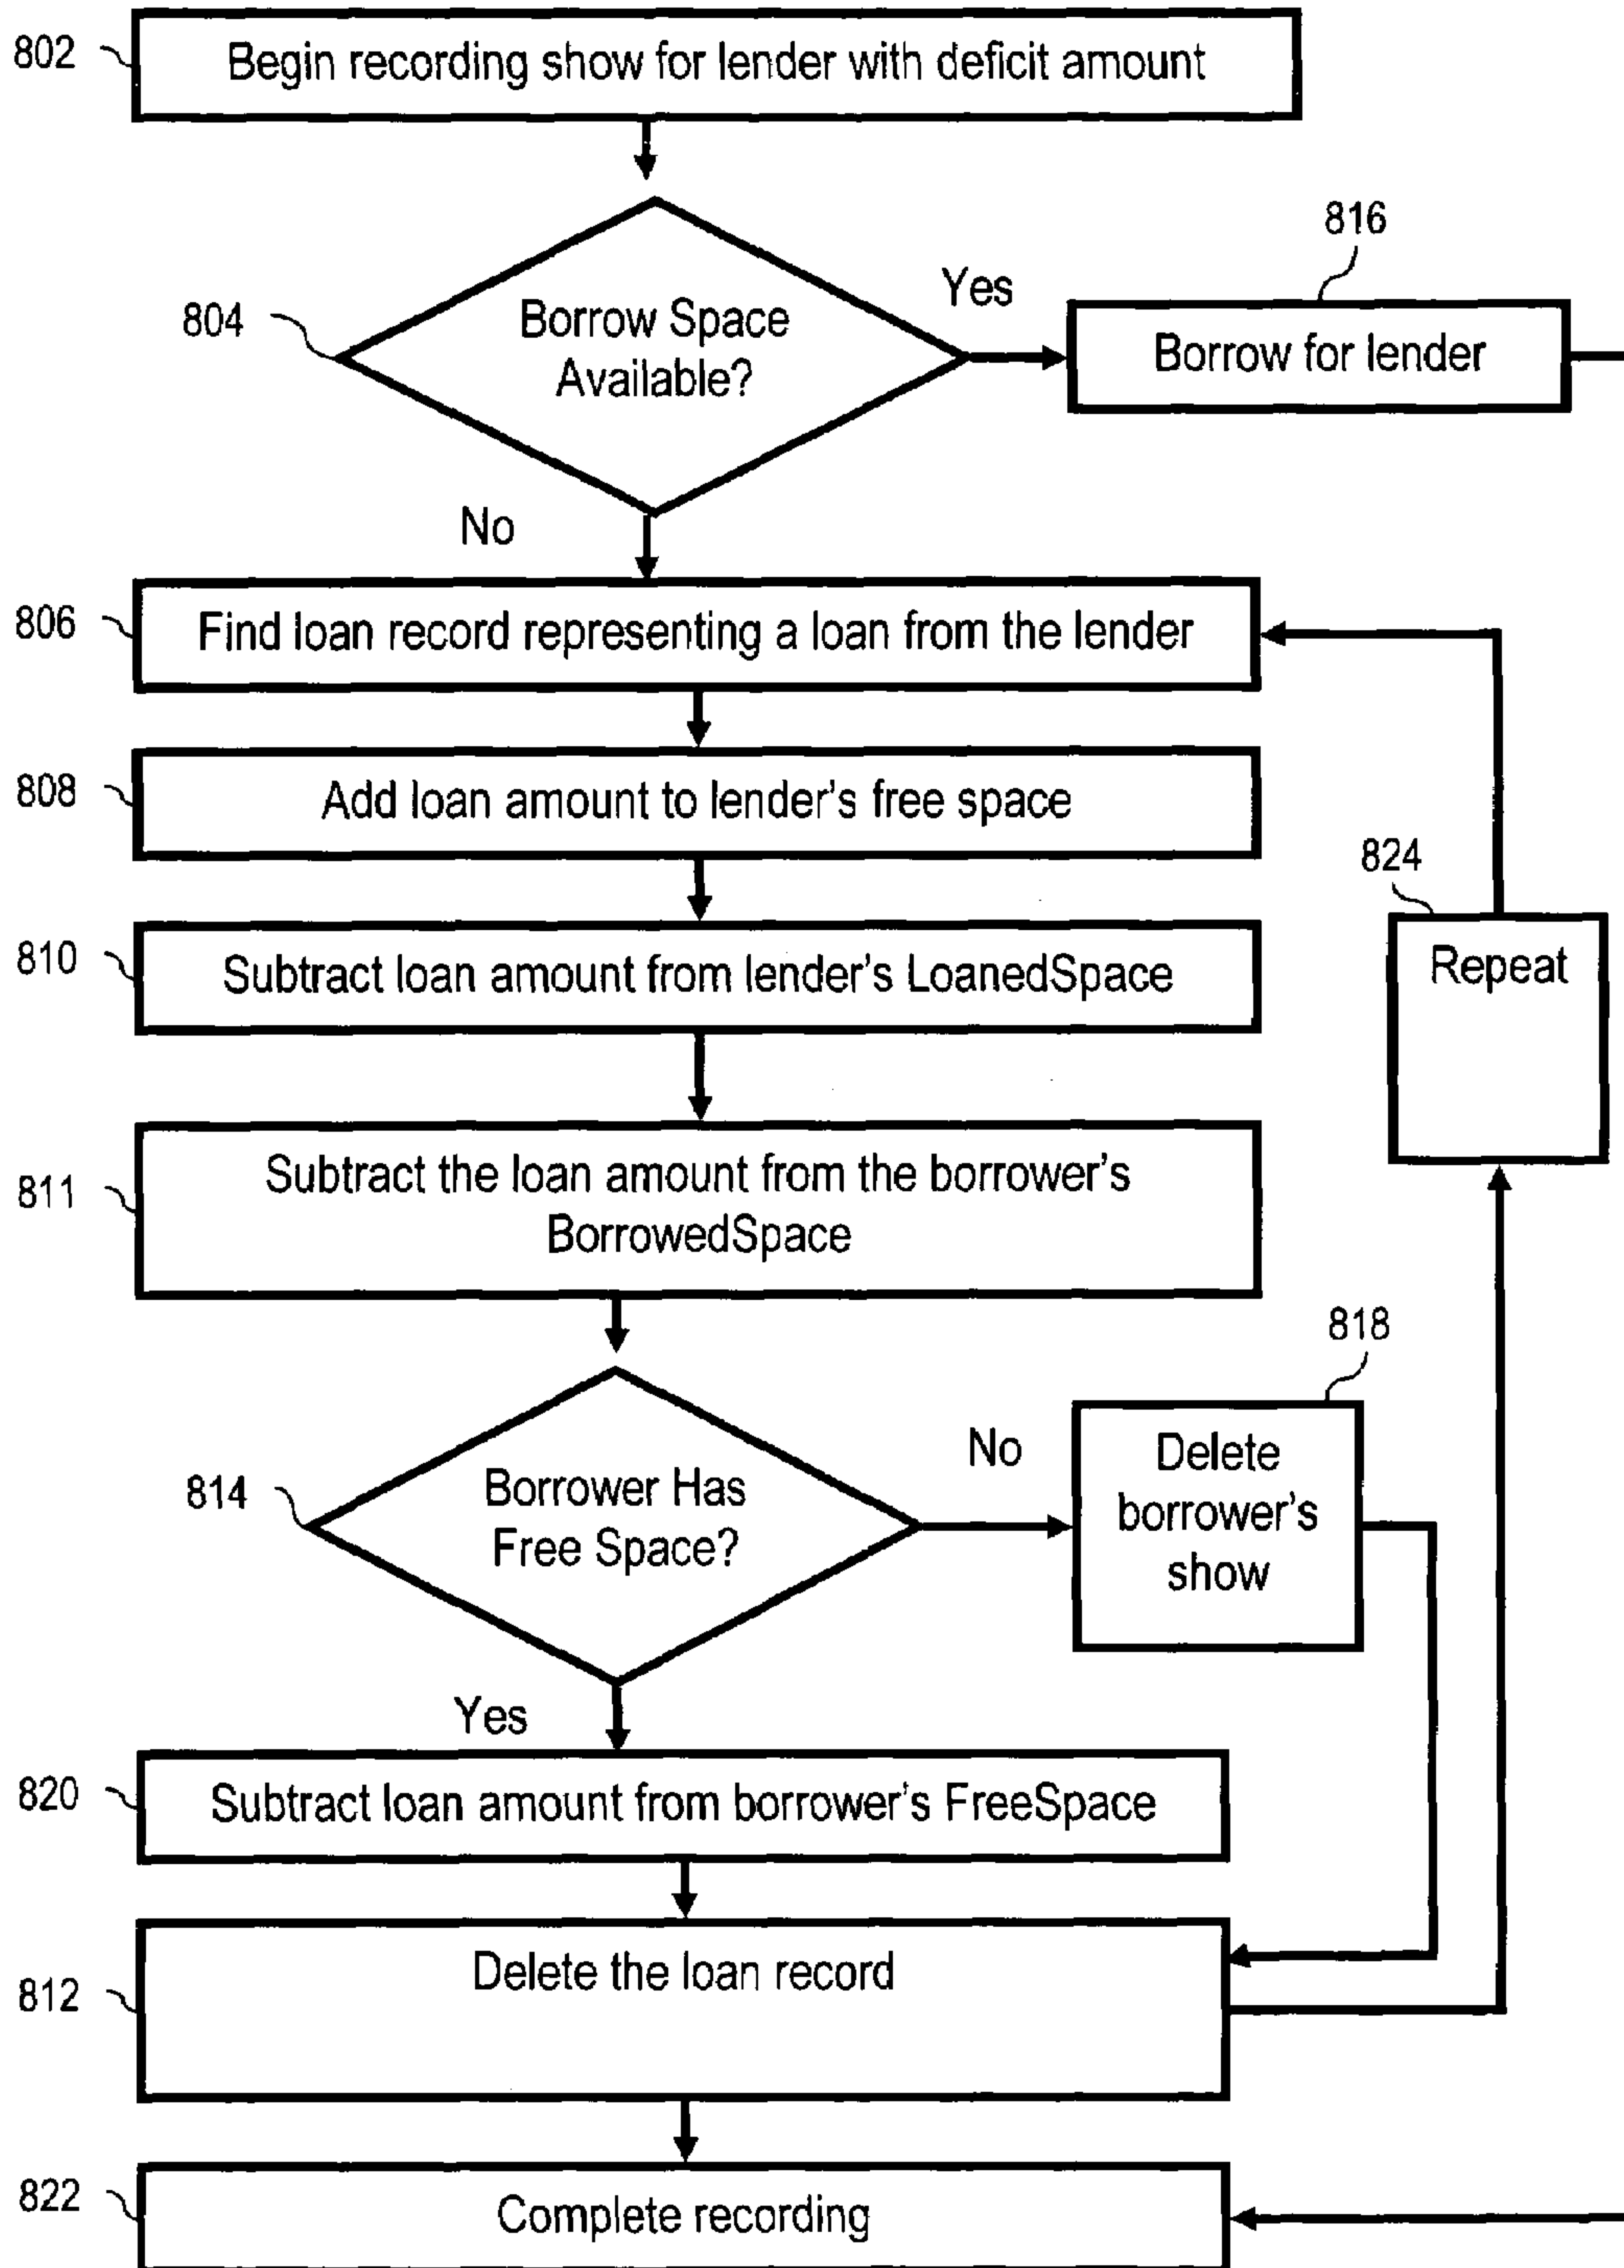 802
Begin recording show for lender with deficit amount
816
804
Borrow Space
Available?
Yes
Borrow for lender
No
806
Find loan record representing a loan from the lender
808
Add loan amount to lender's free space
824
Repeat
810
Subtract loan amount from lender's LoanedSpace
811
Subtract the loan amount from the borrower's
BorrowedSpace
818
814
Borrower Has
Free Space?
No
Delete
borrower's
show
Yes
820
Subtract loan amount from borrower's FreeSpace
812
Delete the loan record
822
Complete recording